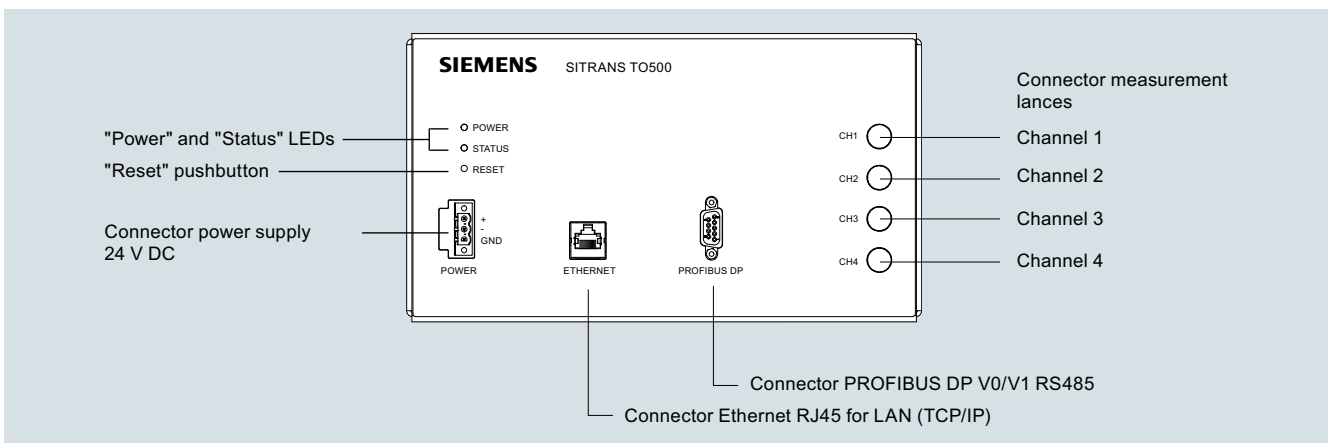 SIEMENS SITRANS TO500
Connector measurement
lances
"Power" and "Status" LEDs
POWER
STATUS
"Reset" pushbutton
RESET
CH1
Channel 1
CH2
Channel 2
CH3
Channel 3
CH4
Channel 4
Connector power supply
24 V DC
+
-
GND
POWER
ETHERNET
PROFIBUS DP
Connector PROFIBUS DP V0/V1 RS485
Connector Ethernet RJ45 for LAN (TCP/IP)